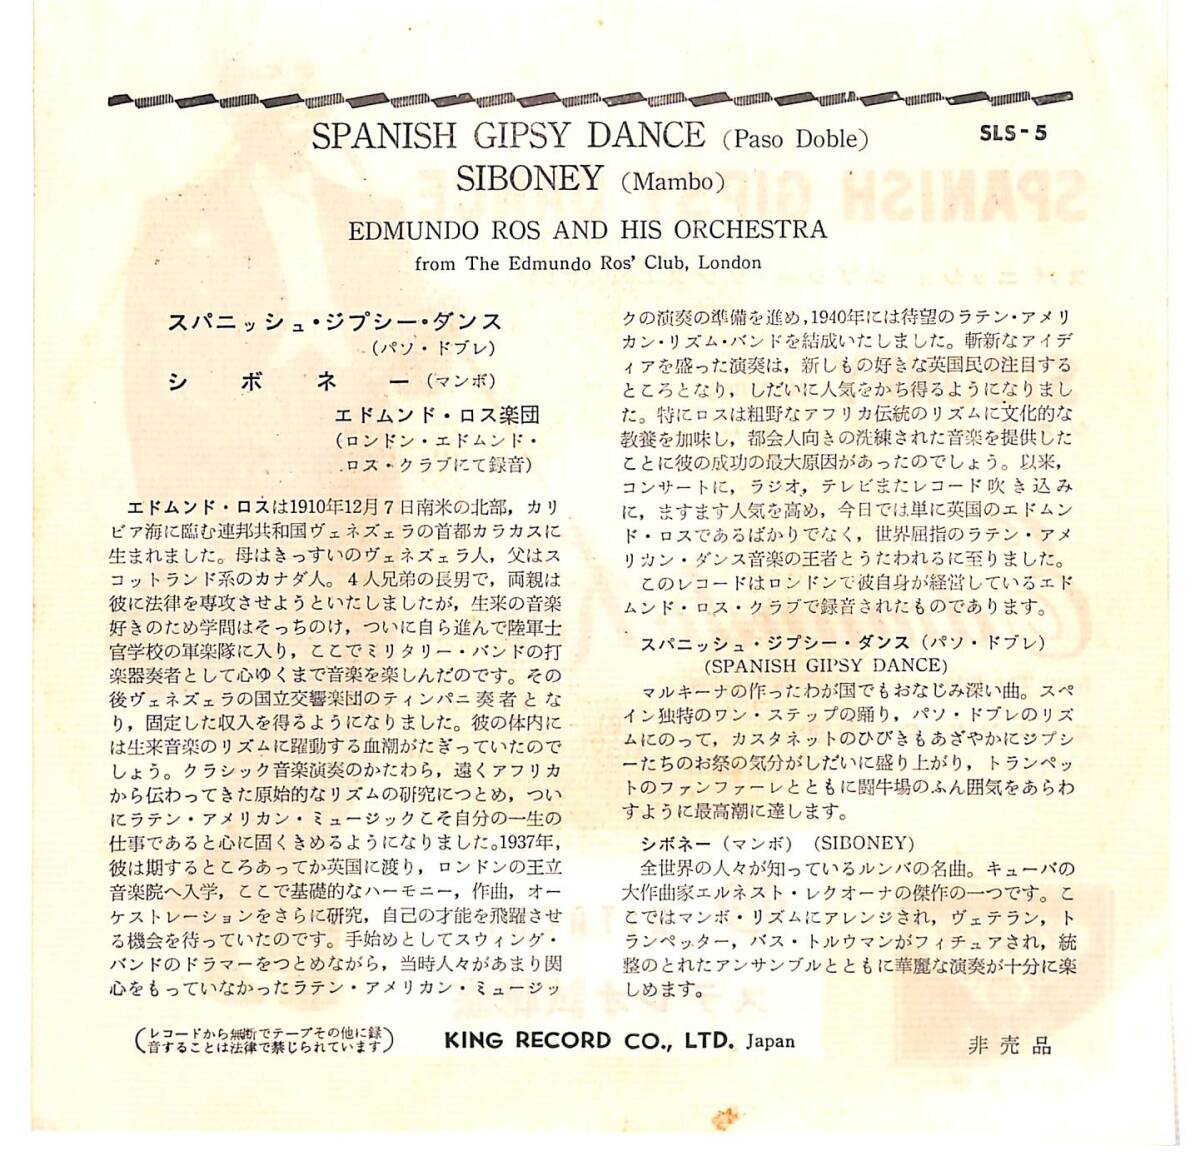 SPANISH GIPSY DANCE (Paso Doble)
SLS-5
SIBONEY (Mambo)
EDMUNDO ROS AND HIS ORCHESTRA
from The Edmundo Ros' Club, London
スパニッシュ・ジプシー・ダンス
(パソ・ドブレ)
シボネー (マンボ)
エドムンド・ロス楽団
(ロンドン・エドムンド・
ロス・クラブにて録音)
エドムンド・ロスは1910年12月7日南米の北部，カリ
ビア海に臨む連邦共和国ヴェネズェラの首都カラカスに
生まれました。母はきっすいのヴェネズェラ人，父はス
コットランド系のカナダ人。4人兄弟の長男で，両親は
彼に法律を専攻させようといたしましたが，生来の音楽
好きのため学問はそっちのけ，ついに自ら進んで陸軍士
官学校の軍楽隊に入り，ここでミリタリー・バンドの打
楽器奏者として心ゆくまで音楽を楽しんだのです。その
後ヴェネズェラの国立交響楽団のティンパニ奏者とな
り，固定した収入を得るようになりました。彼の体内に
は生来音楽のリズムに躍動する血潮がたぎっていたので
しょう。クラシック音楽演奏のかたわら，遠くアフリカ
から伝わってきた原始的なリズムの研究につとめ，つい
にラテン・アメリカン・ミュージックこそ自分の一生の
仕事であると心に固くきめるようになりました。1937年，
彼は期するところあってか英国に渡り，ロンドンの王立
音楽院へ入学，ここで基礎的なハーモニー，作曲，オー
ケストレーションをさらに研究，自己の才能を飛躍させ
る機会を待っていたのです。手始めとしてスウィング・
バンドのドラマーをつとめながら，当時人々があまり関
心をもっていなかったラテン・アメリカン・ミュージッ
クの演奏の準備を進め，1940年には待望のラテン・アメリ
カン・リズム・バンドを結成いたしました。斬新なアイデ
ィアを盛った演奏は，新しもの好きな英国民の注目する
ところとなり，しだいに人気をかち得るようになりまし
た。特にロスは粗野なアフリカ伝統のリズムに文化的な
教養を加味し，都会人向きの洗練された音楽を提供した
ことに彼の成功の最大原因があったのでしょう。以来，
コンサートに，ラジオ，テレビまたレコード吹き込み
に，ますます人気を高め，今日では単に英国のエドムン
ド・ロスであるばかりでなく，世界屈指のラテン・アメ
リカン・ダンス音楽の王者とうたわれるに至りました。
このレコードはロンドンで彼自身が経営しているエド
ムンド・ロス・クラブで録音されたものであります。
スパニッシュ・ジプシー・ダンス (パソ・ドブレ)
(SPANISH GIPSY DANCE)
マルキーナの作ったわが国でもおなじみ深い曲。スペ
イン独特のワン・ステップの踊り，パソ・ドブレのリズ
ムにのって，カスタネットのひびきもあざやかにジプシ
ーたちのお祭の気分がしだいに盛り上がり，トランペッ
トのファンファーレとともに闘牛場のふん囲気をあらわ
すように最高潮に達します。
シボネー (マンボ) (SIBONEY)
全世界の人々が知っているルンバの名曲。キューバの
大作曲家エルネスト・レクオーナの傑作の一つです。こ
こではマンボ・リズムにアレンジされ，ヴェテラン，ト
ランペッター，バス・トルウマンがフィチュアされ，統
整のとれたアンサンブルとともに華麗な演奏が十分に楽
しめます。
(レコードから無断でテープその他に録
音することは法律で禁じられています)
KING RECORD CO., LTD. Japan
非売品